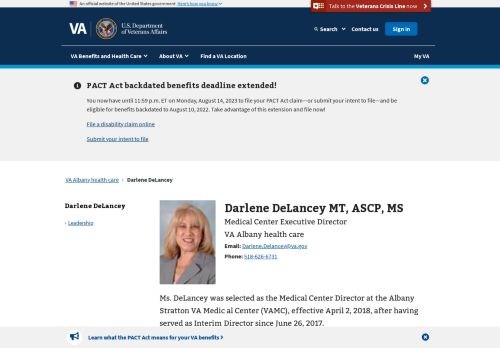 An official website of the United States government Here's how you know
Talk to the Veterans Crisis Line now
VA
U.S. Department
of Veterans Affairs
Search
Contact us
Sign in
VA Benefits and Health Care
About VA
Find a VA Location
My VA
PACT Act backdated benefits deadline extended!
You now have until 11:59 p.m. ET on Monday, August 14, 2023 to file your PACT Act clam—or submit your intent to file—and be
eligible for benefits backdated to August 10, 2022. Take advantage of this extension and file now!
File a disability claim online
Submit your intent to file
VA Albany health care › Darlene DeLancey
Darlene DeLancey
› Leadership
Darlene DeLancey MT, ASCP, MS
Medical Center Executive Director
VA Albany health care
Email: Darlene.Delancey@va.gov
Phone: 518-626-6731
Ms. DeLancey was selected as the Medical Center Director at the Albany
Stratton VA Medic al Center (VAMC), effective April 2, 2018, after having
served as Interim Director since June 26, 2017.
Learn what the PACT Act means for your VA benefits >